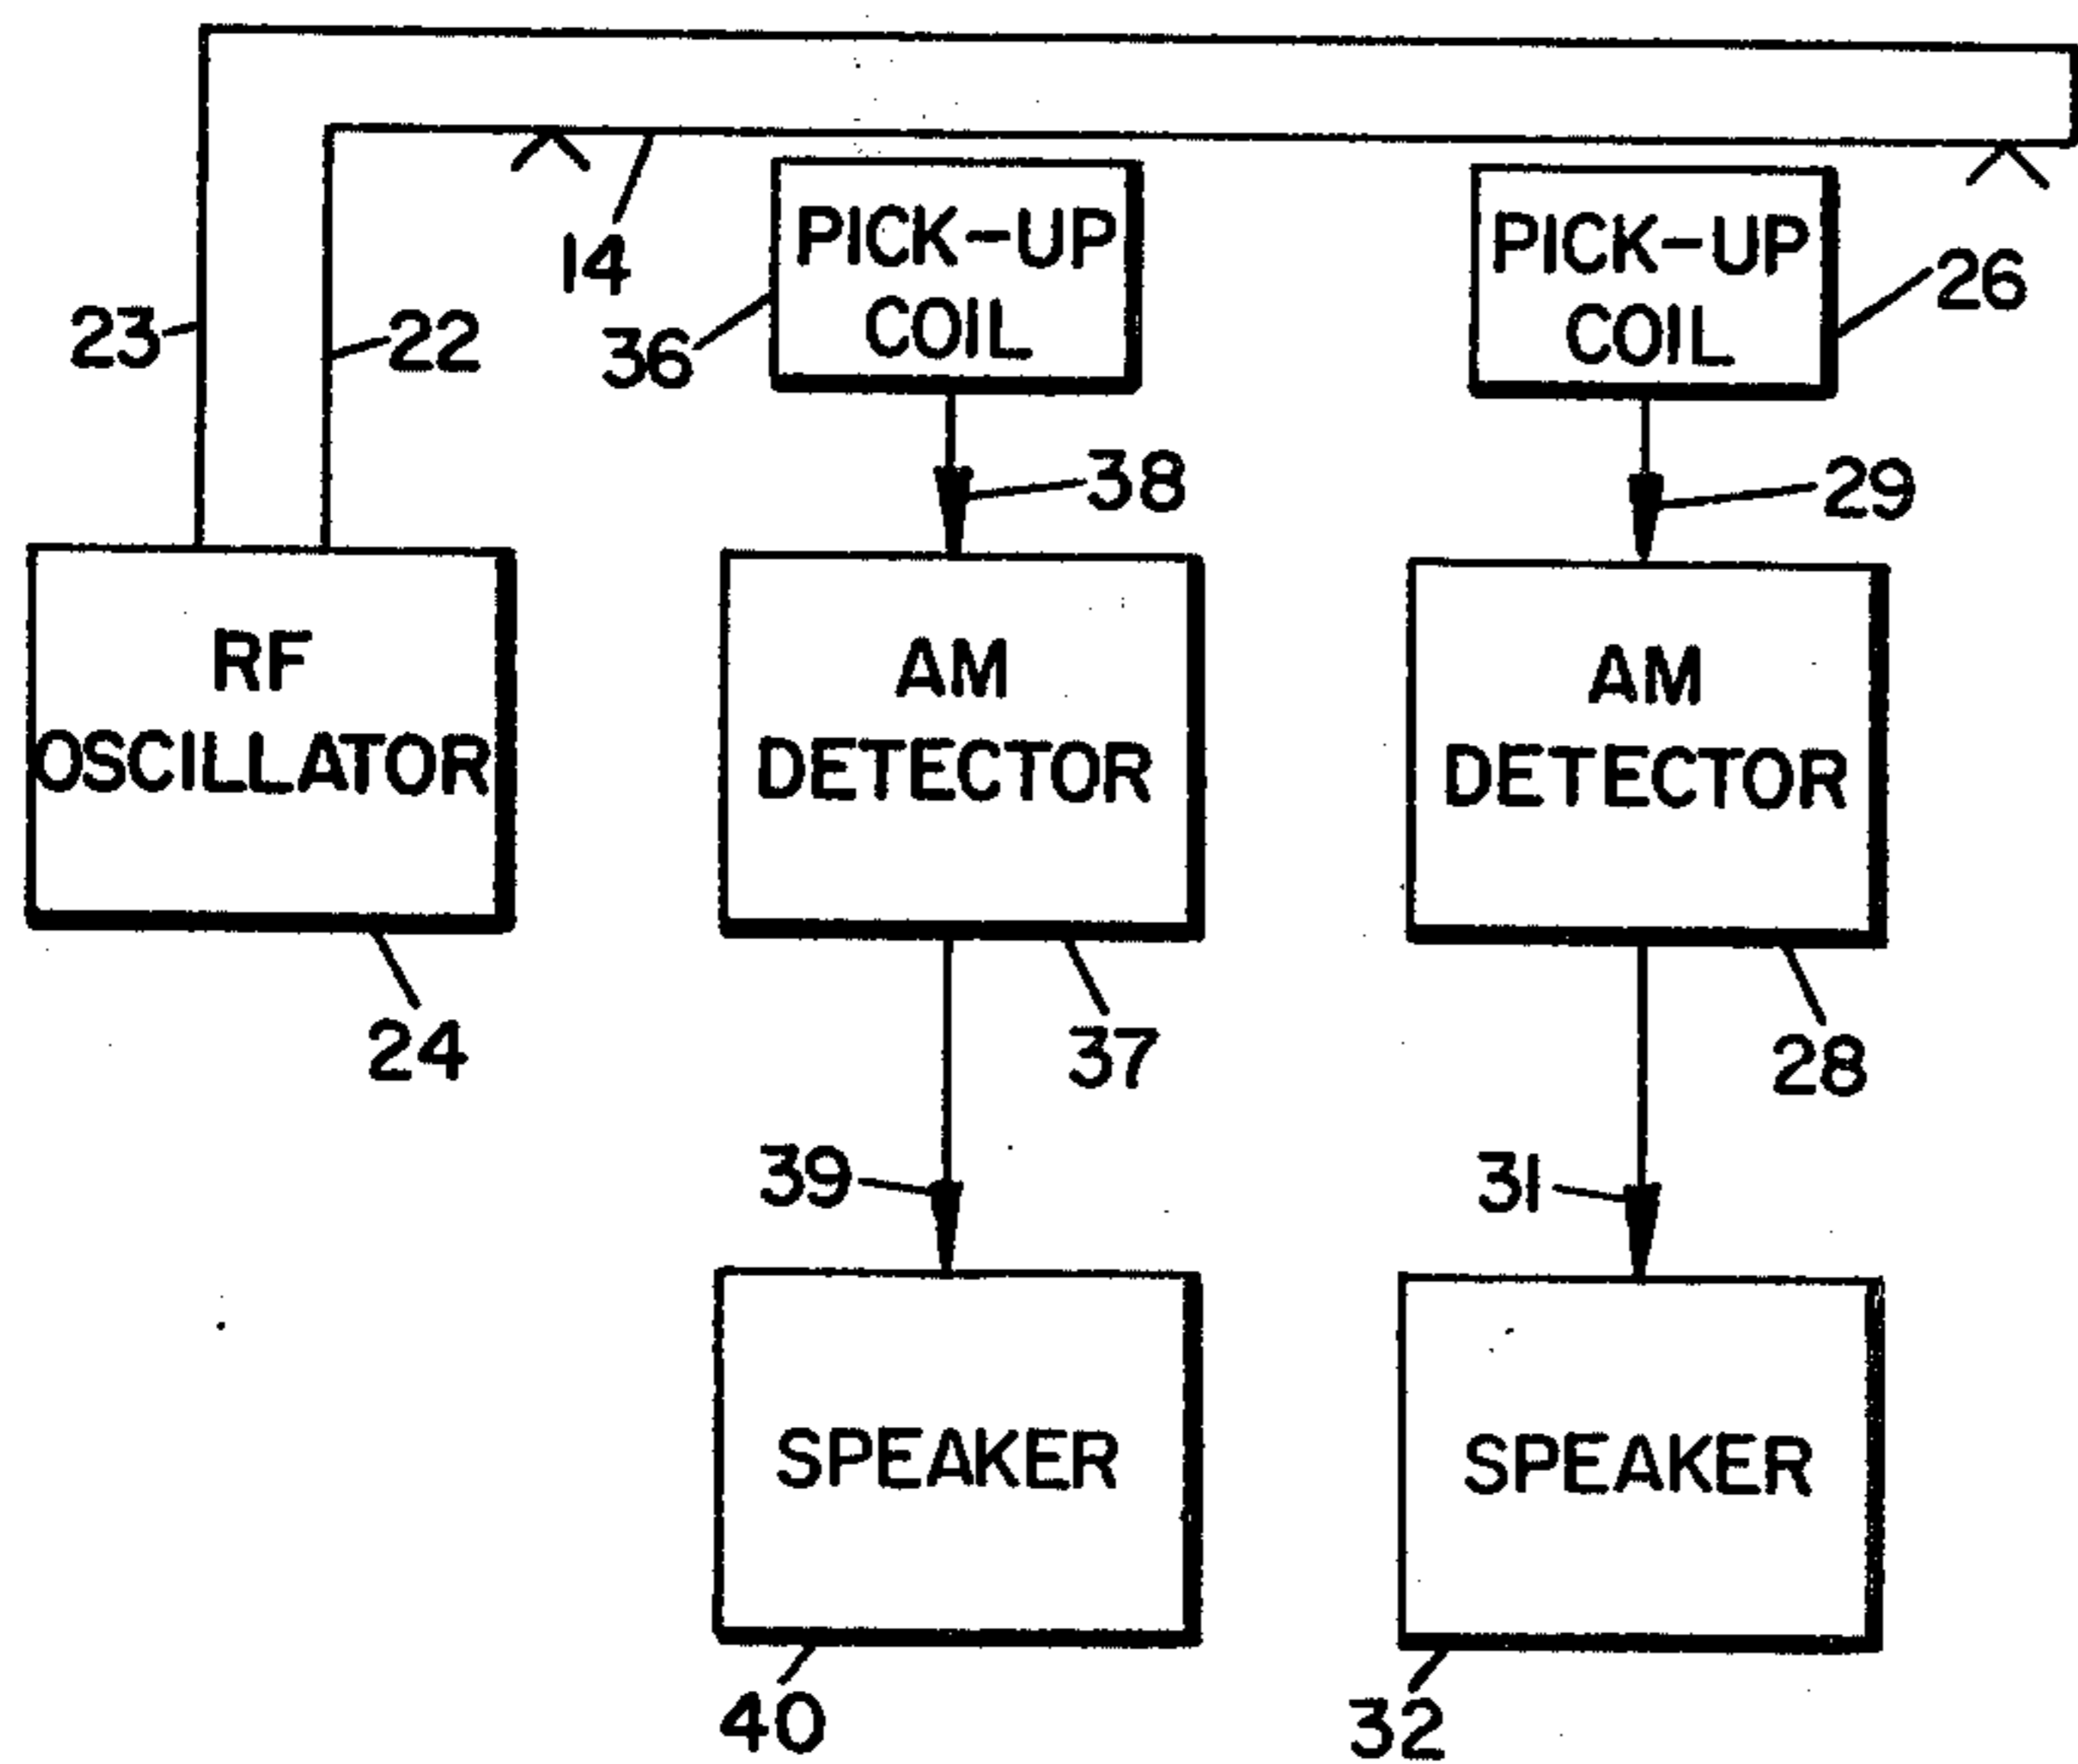 14
PICK-UP
COIL
36
PICK-UP
COIL
26
23
22
38
29
RF
OSCILLATOR
24
AM
DETECTOR
37
AM
DETECTOR
28
39
31
SPEAKER
40
SPEAKER
32